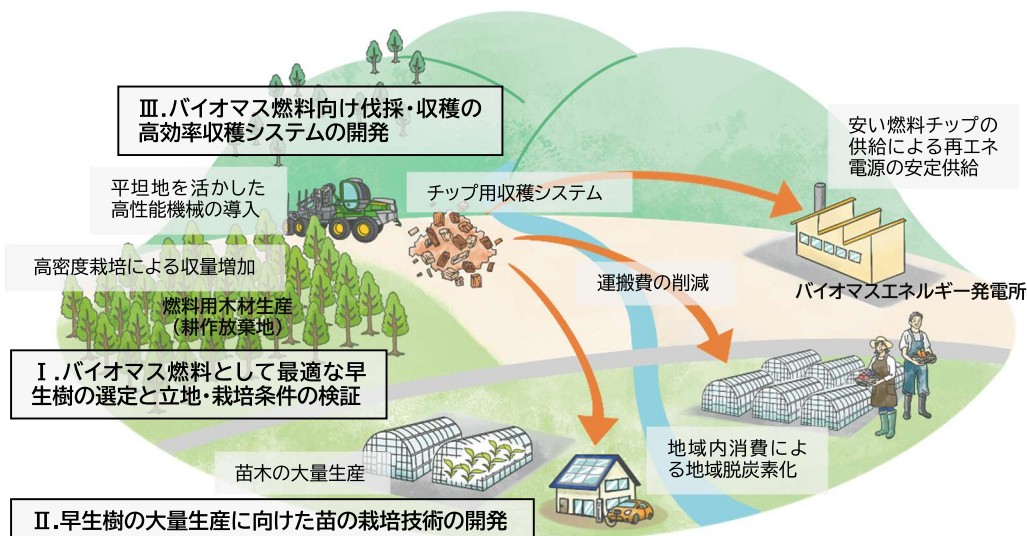 Ⅲ.バイオマス燃料向け伐採・収穫の
高効率収穫システムの開発
安い燃料チップの
供給による再エネ
電源の安定供給
平坦地を活かした
高性能機械の導入
チップ用収穫システム
高密度栽培による収量増加
運搬費の削減
バイオマスエネルギー発電所
燃料用木材生産
（耕作放棄地）
Ⅰ.バイオマス燃料として最適な早
生樹の選定と立地・栽培条件の検証
地域内消費によ
る地域脱炭素化
苗木の大量生産
Ⅱ.早生樹の大量生産に向けた苗の栽培技術の開発